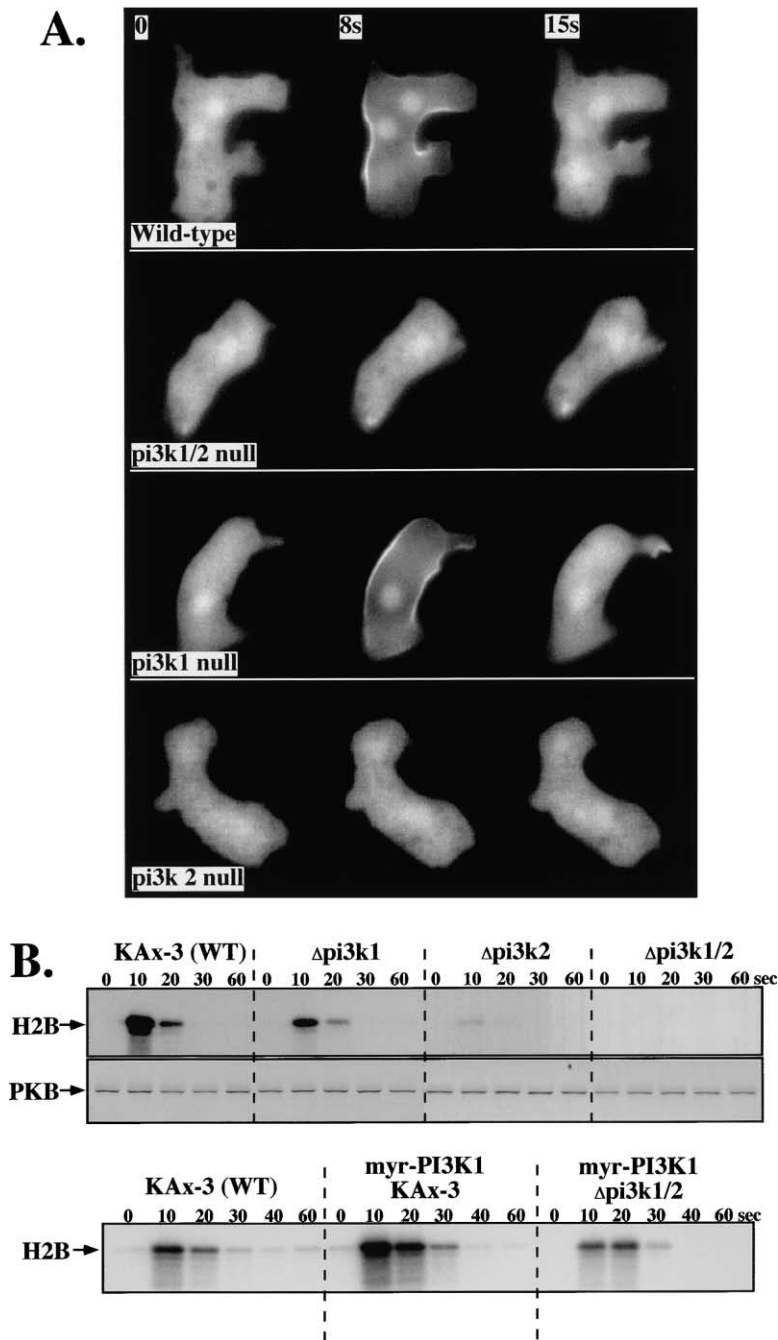 A.
0 8s 15s
Wild-type
pi3k1/2 null
pi3k1 null
pi3k 2 null
B.
KAx-3 (WT) Δpi3k1 Δpi3k2 Δpi3k1/2
0 10 20 30 60 0 10 20 30 60 0 10 20 30 60 0 10 20 30 60 sec
H2B
PKB
myr-PI3K1 myr-PI3K1
KAx-3 (WT) KAx-3 Δpi3k1/2
0 10 20 30 40 60 0 10 20 30 40 60 0 10 20 30 40 60 sec
H2B